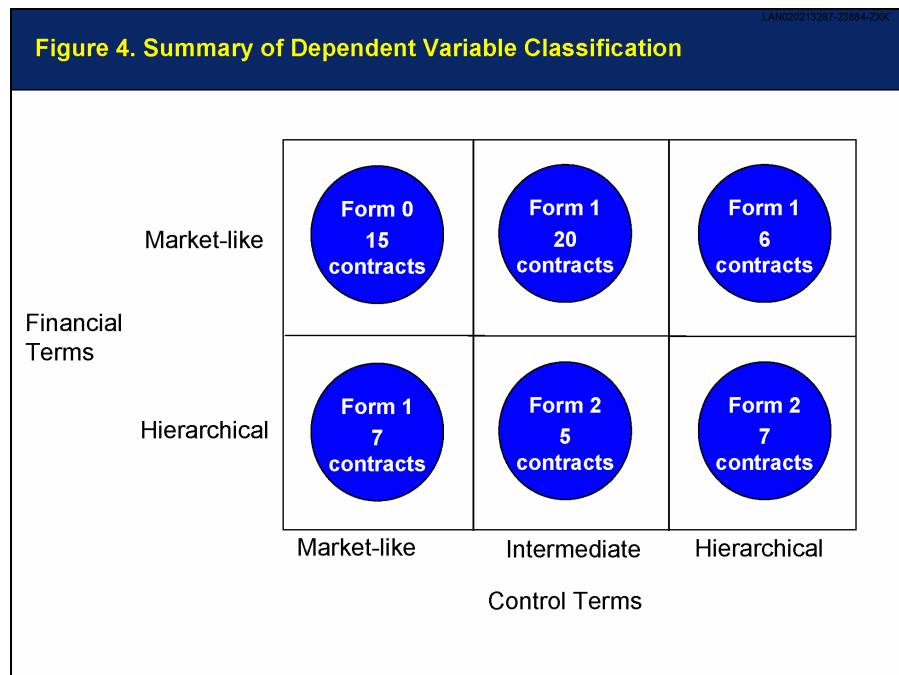 LAN020213287-23884-ZXK
Figure 4. Summary of Dependent Variable Classification
Form 0
15
contracts
Form 1
20
contracts
Form 1
6
contracts
Market-like
Financial
Terms
Form 1
7
contracts
Form 2
5
contracts
Form 2
7
contracts
Hierarchical
Market-like
Intermediate
Hierarchical
Control Terms